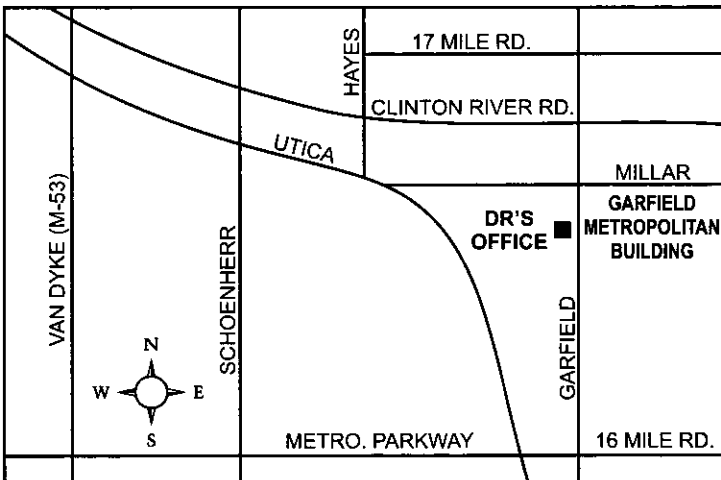 17 MILE RD.
HAYES
CLINTON RIVER RD.
UTICA
MILLAR
DR'S
OFFICE
GARFIELD
METROPOLITAN
BUILDING
VAN DYKE (M-53)
SCHOENHERR
GARFIELD
N
W
E
S
METRO. PARKWAY
16 MILE RD.